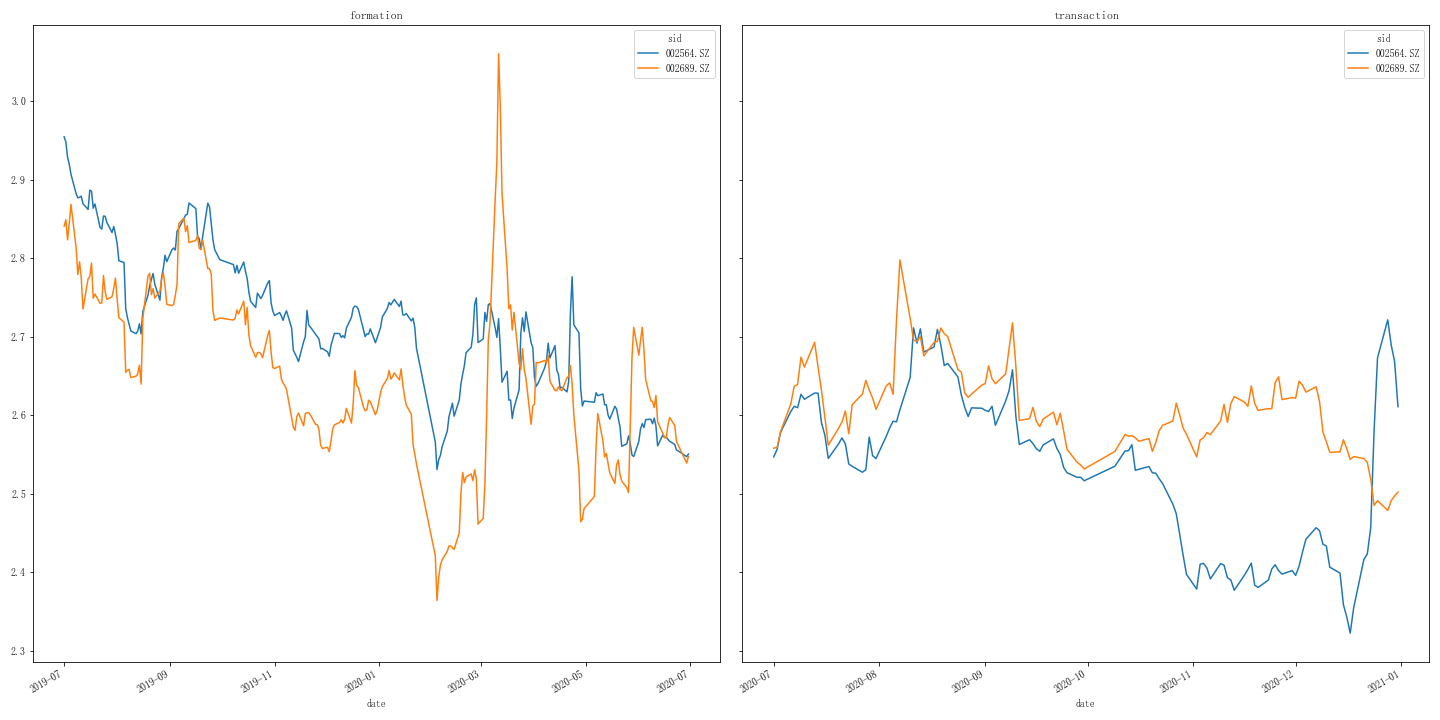 formation
sid
002564.SZ
002689.SZ
3.0
2.9
2.8
2.7
2.6
2.5
2.4
2.3
2019-07
2019-09
2019-11
2020-01
2020-03
2020-05
2020-07
date
transaction
sid
002564.SZ
002689.SZ
2020-07
2020-08
2020-09
2020-10
2020-11
2020-12
2021-01
date